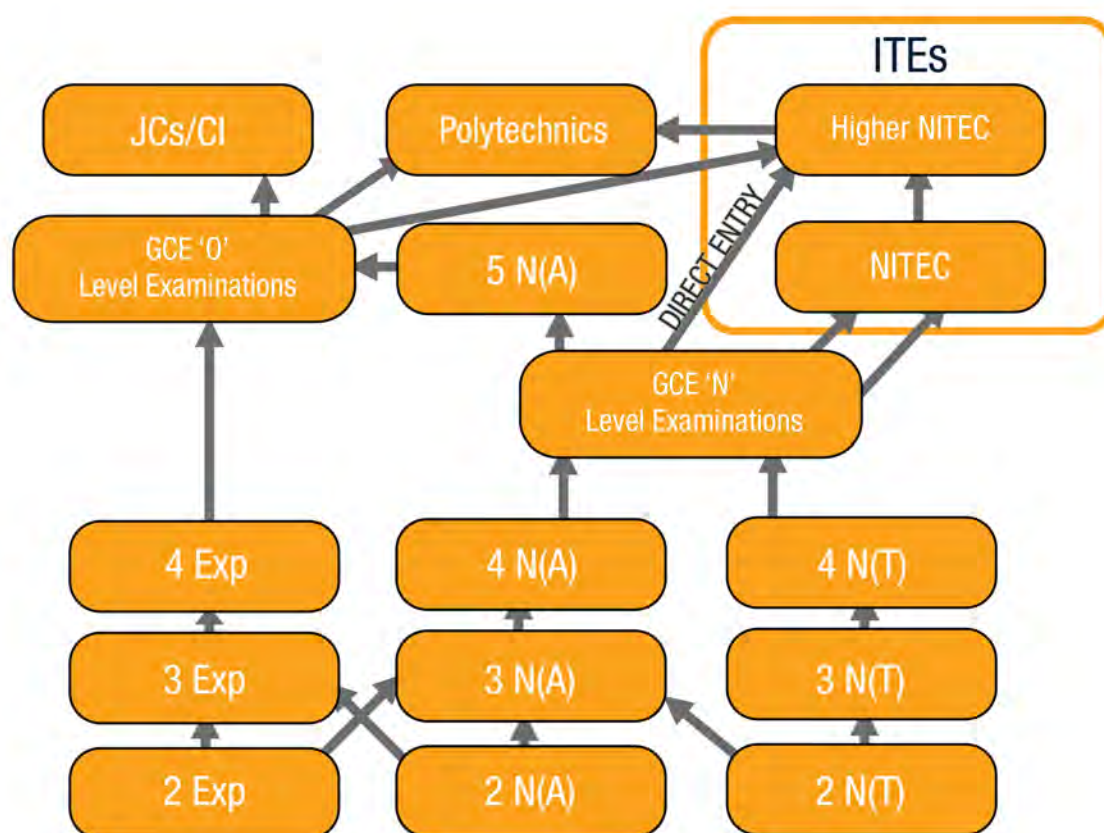 ITEs
JCs/CI
Polytechnics
Higher NITEC
GCE ‘O’
Level Examinations
5 N(A)
DIRECT ENTRY
NITEC
GCE ‘N’
Level Examinations
4 Exp
4 N(A)
4 N(T)
3 Exp
3 N(A)
3 N(T)
2 Exp
2 N(A)
2 N(T)